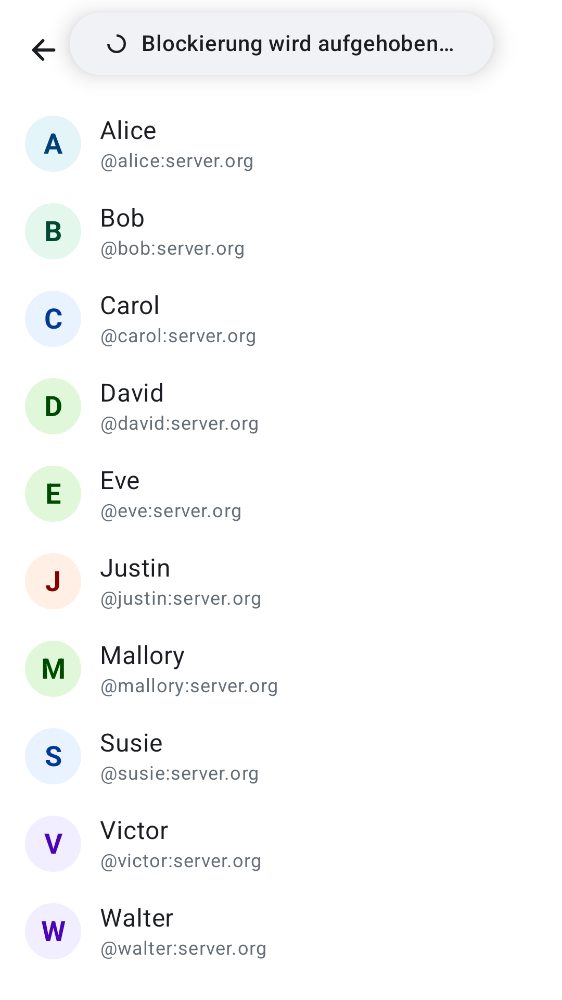 Blockierung wird aufgehoben…
A
Alice
@alice:server.org
B
Bob
@bob:server.org
C
Carol
@carol:server.org
D
David
@david:server.org
E
Eve
@eve:server.org
J
Justin
@justin:server.org
M
Mallory
@mallory:server.org
S
Susie
@susie:server.org
V
Victor
@victor:server.org
W
Walter
@walter:server.org